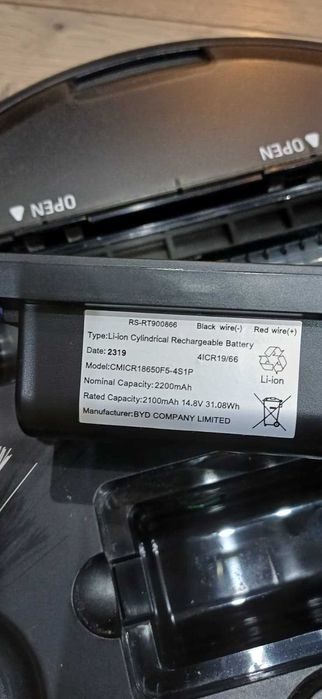 OPEN
OPEN
RS-RT900866 Black wire(-) Red wire(+)
Type:Li-ion Cylindrical Rechargeable Battery
Date: 2319 4ICR19/66
Model:CMICR18650F5-4S1P
Li-ion
Nominal Capacity:2200mAh
Rated Capacity:2100mAh 14.8V 31.08Wh
Manufacturer:BYD COMPANY LIMITED